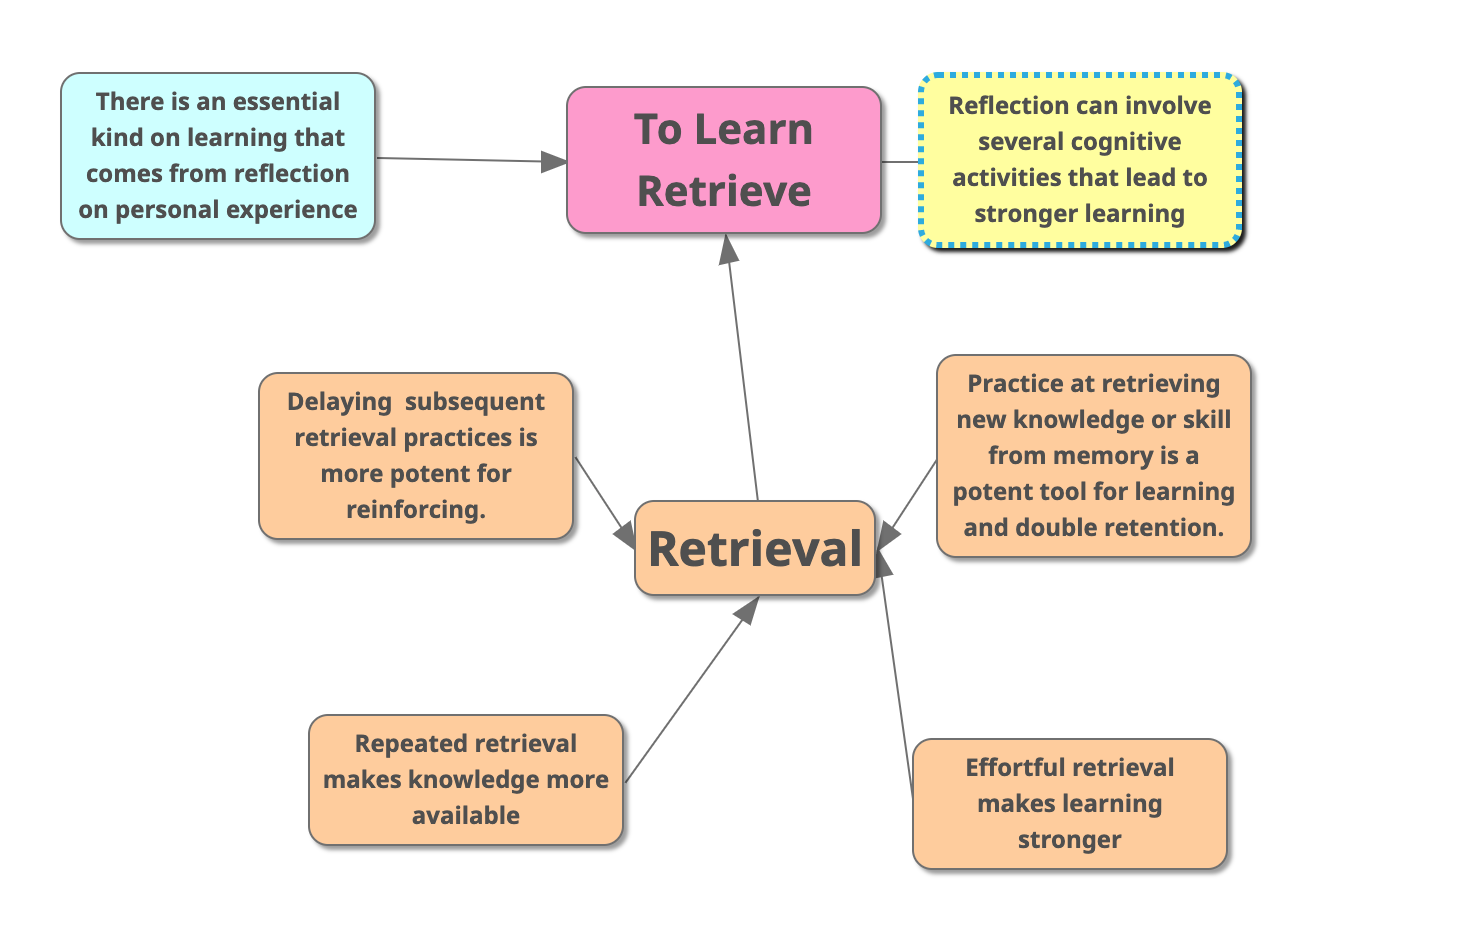 There is an essential
kind on learning that
comes from reflection
on personal experience
To Learn
Retrieve
Reflection can involve
several cognitive
activities that lead to
stronger learning
Delaying  subsequent
retrieval practices is
more potent for
reinforcing.
Practice at retrieving
new knowledge or skill
from memory is a
potent tool for learning
and double retention.
Retrieval
Repeated retrieval
makes knowledge more
available
Effortful retrieval
makes learning
stronger